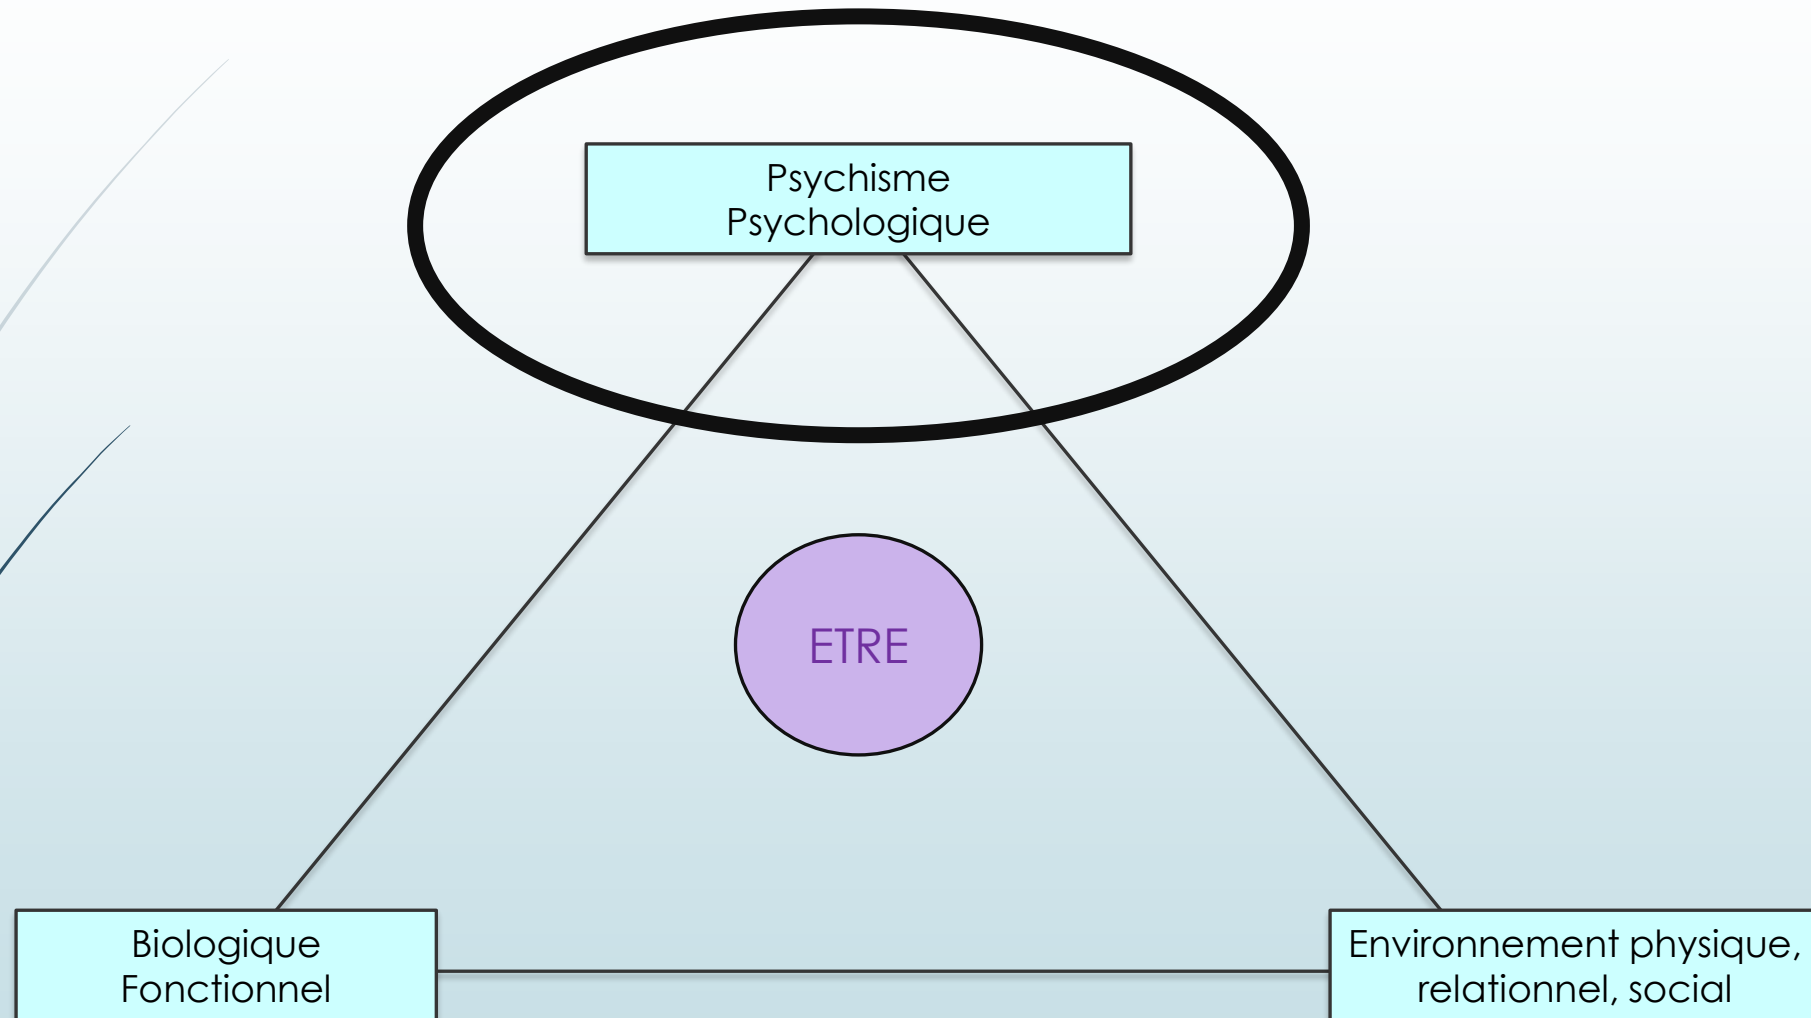 Psychisme
Psychologique
ETRE
Biologique
Fonctionnel
Environnement physique,
relationnel, social